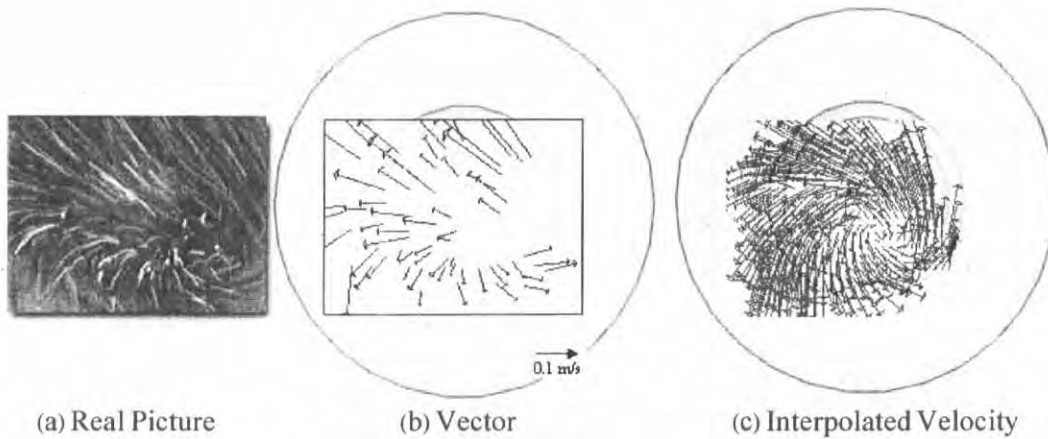 0.1 m/s
(a) Real Picture
(b) Vector
(c) Interpolated Velocity